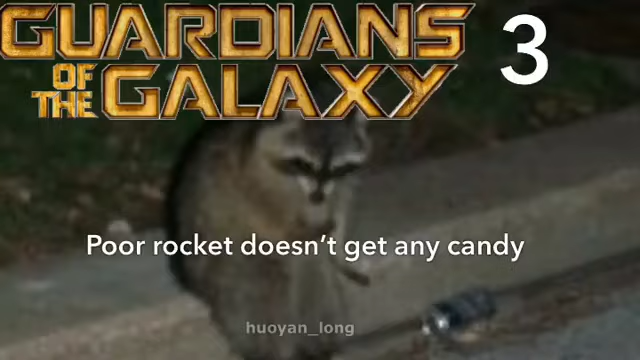 GUARDIANS 3
OF
THE GALAXY
Poor rocket doesn't get any candy
huoyan_long